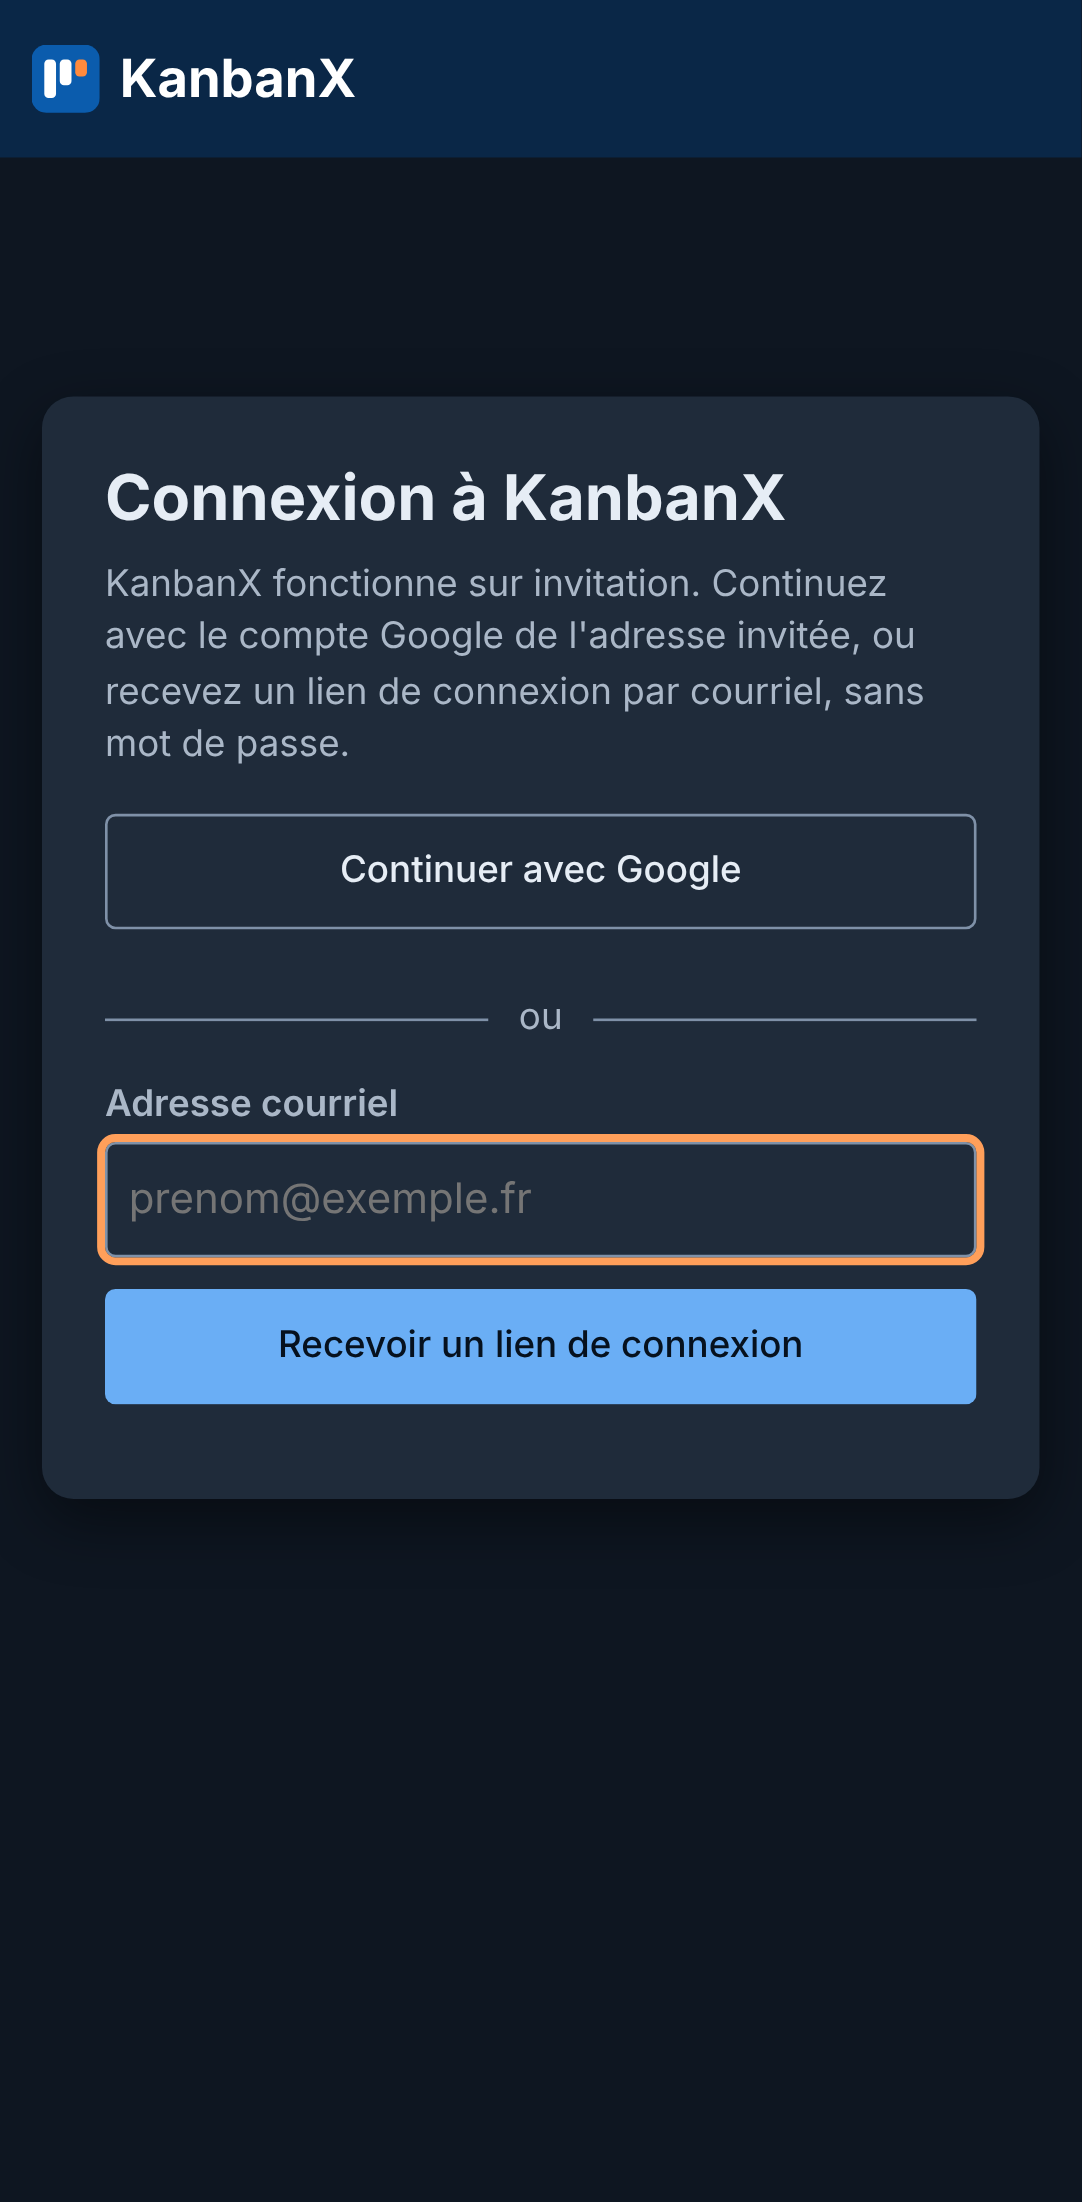 KanbanX
Connexion à KanbanX
KanbanX fonctionne sur invitation. Continuez
avec le compte Google de l'adresse invitée, ou
recevez un lien de connexion par courriel, sans
mot de passe.
Continuer avec Google
ou
Adresse courriel
prenom@exemple.fr
Recevoir un lien de connexion